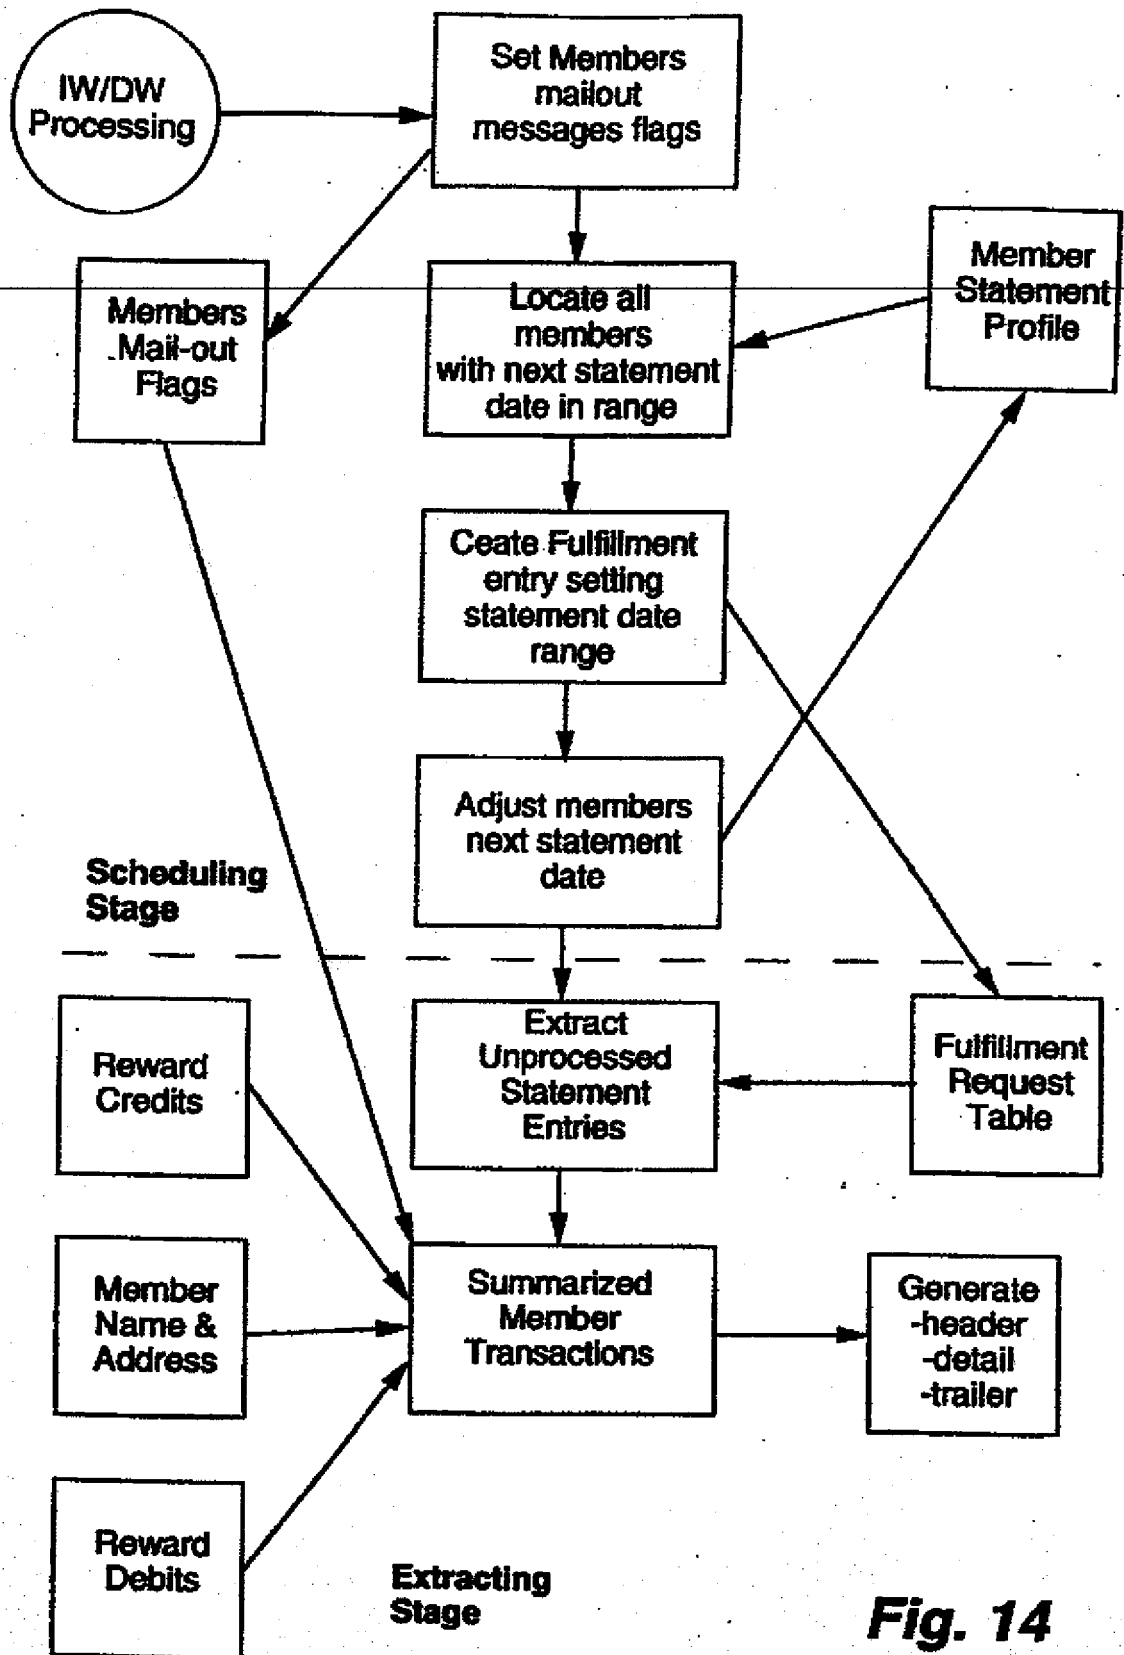 IW/DW
Processing
Set Members
mailout
messages flags
Members
Mail-out
Flags
Locate all
members
with next statement
date in range
Member
Statement
Profile
Ceate Fulfillment
entry setting
statement date
range
Adjust members
next statement
date
Scheduling
Stage
Reward
Credits
Extract
Unprocessed
Statement
Entries
Fulfillment
Request
Table
Member
Name &
Address
Summarized
Member
Transactions
Generate
-header
-detail
-trailer
Reward
Debits
Extracting
Stage
Fig. 14